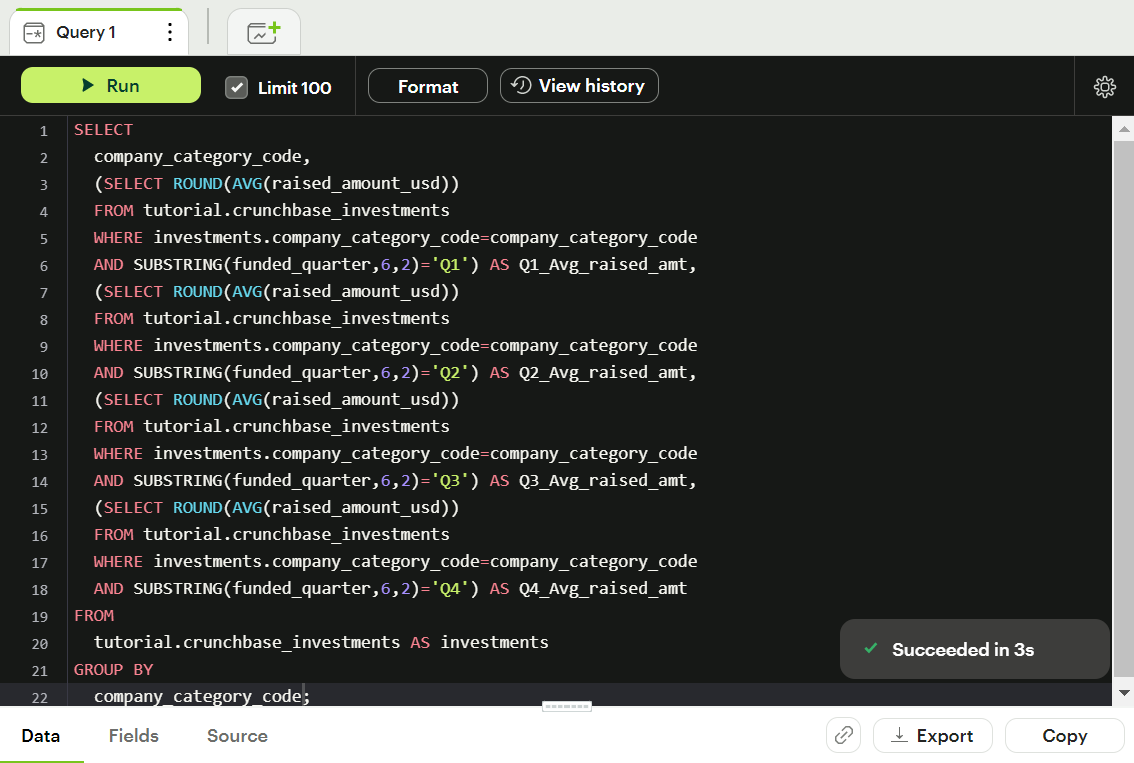 Query 1
Run
Limit 100
Format
View history
1 SELECT
2 company_category_code,
3 (SELECT ROUND(AVG(raised_amount_usd))
4 FROM tutorial.crunchbase_investments
5 WHERE investments.company_category_code=company_category_code
6 AND SUBSTRING(funded_quarter,6,2)='Q1') AS Q1_Avg_raised_amt,
7 (SELECT ROUND(AVG(raised_amount_usd))
8 FROM tutorial.crunchbase_investments
9 WHERE investments.company_category_code=company_category_code
10 AND SUBSTRING(funded_quarter,6,2)='Q2') AS Q2_Avg_raised_amt,
11 (SELECT ROUND(AVG(raised_amount_usd))
12 FROM tutorial.crunchbase_investments
13 WHERE investments.company_category_code=company_category_code
14 AND SUBSTRING(funded_quarter,6,2)='Q3') AS Q3_Avg_raised_amt,
15 (SELECT ROUND(AVG(raised_amount_usd))
16 FROM tutorial.crunchbase_investments
17 WHERE investments.company_category_code=company_category_code
18 AND SUBSTRING(funded_quarter,6,2)='Q4') AS Q4_Avg_raised_amt
19 FROM
20 tutorial.crunchbase_investments AS investments
21 GROUP BY
22 company_category_code;
Succeeded in 3s
Data
Fields
Source
Export
Copy